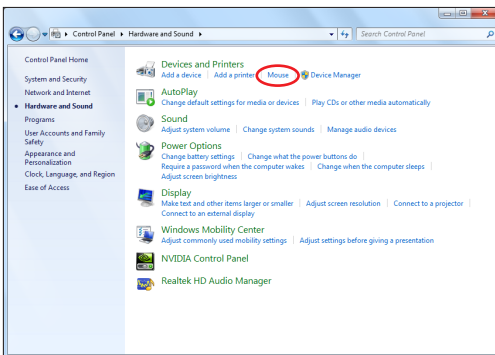 Control Panel Hardware and Sound Search Control Panel
Control Panel Home
System and Security
Network and Internet
Hardware and Sound
Programs
User Accounts and Family
Safety
Appearance and
Personalization
Clock, Language, and Region
Ease of Access
Devices and Printers
Add a device Add a printer Mouse Device Manager
AutoPlay
Change default settings for media or devices Play CDs or other media automatically
Sound
Adjust system volume Change system sounds Manage audio devices
Power Options
Change battery settings Change what the power buttons do
Require a password when the computer wakes Change when the computer sleeps
Adjust screen brightness
Display
Make text and other items larger or smaller Adjust screen resolution Connect to a projector
Connect to an external display
Windows Mobility Center
Adjust commonly used mobility settings Adjust settings before giving a presentation
NVIDIA Control Panel
Realtek HD Audio Manager